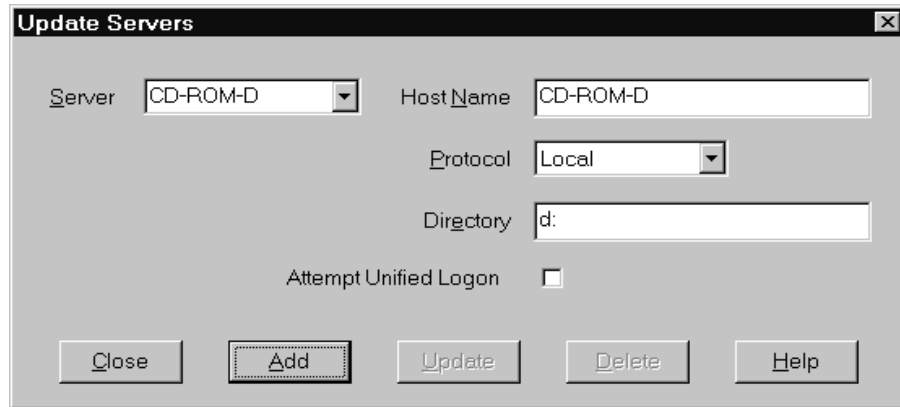 Update Servers
Server CD-ROM-D Host Name CD-ROM-D
Protocol Local
Directory d:
Attempt Unified Logon
Close Add Update Delete Help